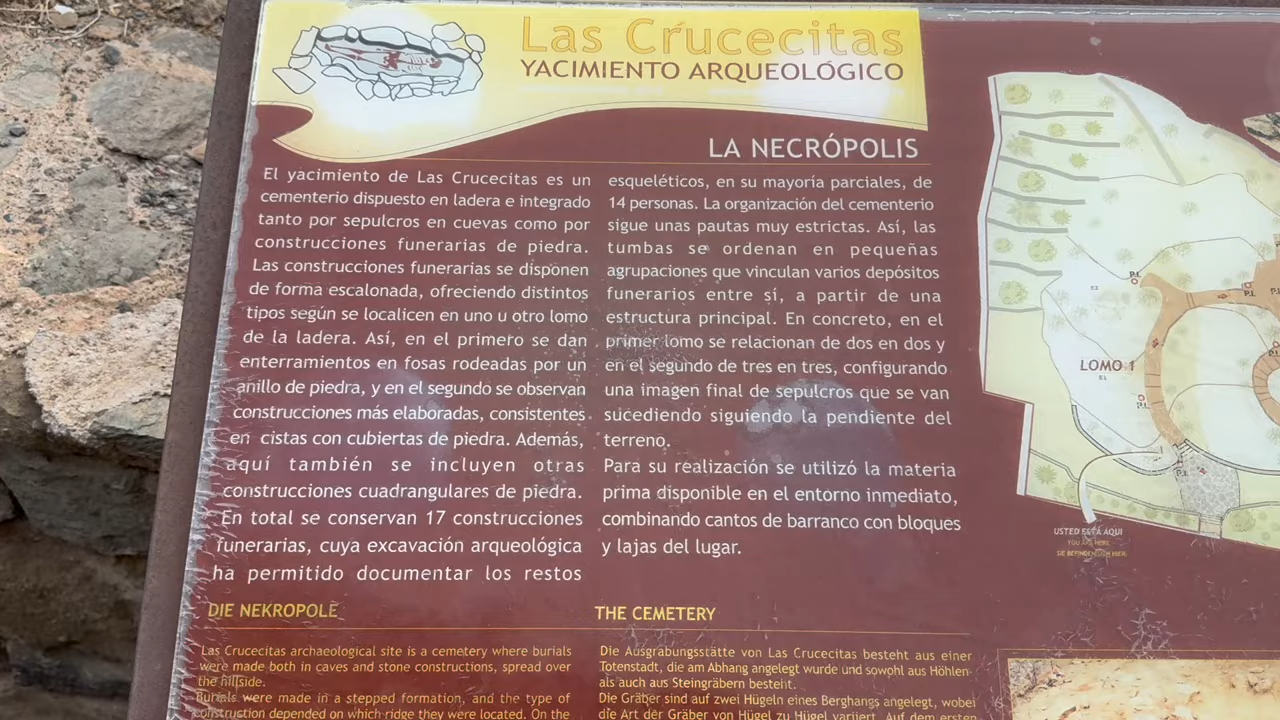 Las Crucecitas
YACIMIENTO ARQUEOLÓGICO
LA NECRÓPOLIS
El yacimiento de Las Crucecitas es un
cementerio dispuesto en ladera e integrado
tanto por sepulcros en cuevas como por
construcciones funerarias de piedra.
Las construcciones funerarias se disponen
de forma escalonada, ofreciendo distintos
tipos según se localicen en uno u otro lomo
de la ladera. Así, en el primero se dan
enterramientos en fosas rodeadas por un
anillo de piedra, y en el segundo se observan
construcciones más elaboradas, consistentes
en cistas con cubiertas de piedra. Además,
aquí también se incluyen otras
construcciones cuadrangulares de piedra.
En total se conservan 17 construcciones
funerarias, cuya excavación arqueológica
ha permitido documentar los restos
esqueléticos, en su mayoría parciales, de
14 personas. La organización del cementerio
sigue unas pautas muy estrictas. Así, las
tumbas se ordenan en pequeñas
agrupaciones que vinculan varios depósitos
funerarios entre sí, a partir de una
estructura principal. En concreto, en el
primer lomo se relacionan de dos en dos y
en el segundo de tres en tres, configurando
una imagen final de sepulcros que se van
sucediendo siguiendo la pendiente del
terreno.
Para su realización se utilizó la materia
prima disponible en el entorno inmediato,
combinando cantos de barranco con bloques
y lajas del lugar.
DIE NEKROPOLE
Las Crucecitas archaeological site is a cemetery where burials
were made both in caves and stone constructions, spread over
the hillside.
Burials were made in a stepped formation, and the type of
construction depended on which ridge they were located. On the
THE CEMETERY
Die Ausgrabungsstätte von Las Crucecitas besteht aus einer
Totenstadt, die am Abhang angelegt wurde und sowohl aus Höhlen-
als auch aus Steingräbern besteht.
Die Gräber sind auf zwei Hügeln eines Berghangs angelegt, wobei
die Art der Gräber von Hügel zu Hügel variiert. Auf dem ersten
P.I.
P.I.
LOMO 1
P.I.
P.I.
USTED ESTÁ AQUI
YOU ARE HERE
SIE BEFINDEN SICH HIER